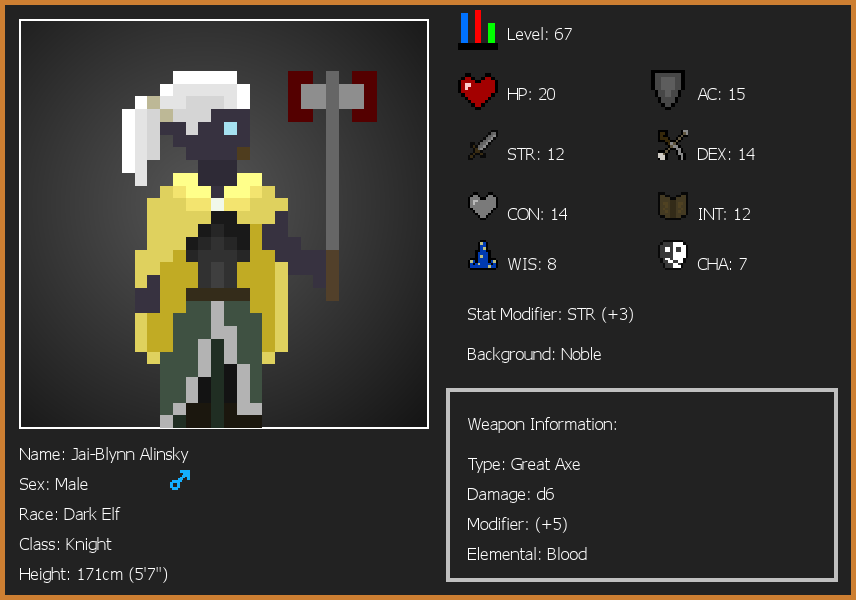 Level: 67
HP: 20
AC: 15
STR: 12
DEX: 14
CON: 14
INT: 12
WIS: 8
CHA: 7
Stat Modifier: STR (+3)
Background: Noble
Weapon Information:
Type: Great Axe
Damage: d6
Modifier: (+5)
Elemental: Blood
Name: Jai-Blynn Alinsky
Sex: Male
Race: Dark Elf
Class: Knight
Height: 171cm (5'7")